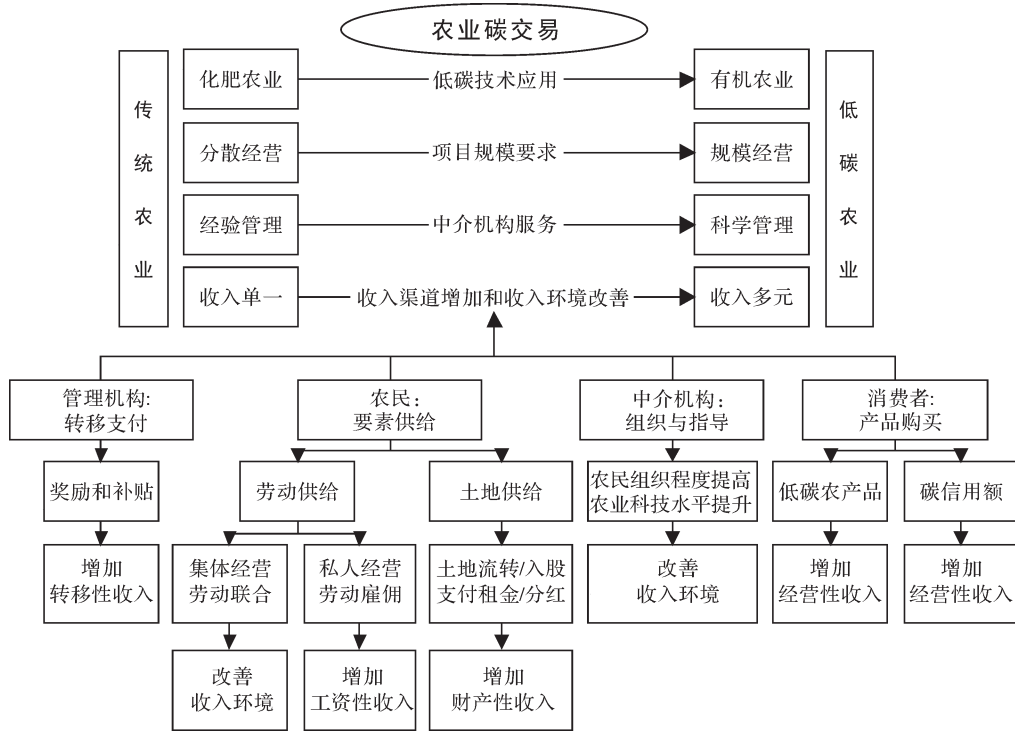 农业碳交易
传统农业
化肥农业
低碳技术应用
有机农业
低碳农业
分散经营
项目规模要求
规模经营
经验管理
中介机构服务
科学管理
收入单一
收入渠道增加和收入环境改善
收入多元
管理机构:
转移支付
农民：
要素供给
中介机构：
组织与指导
消费者:
产品购买
奖励和补贴
劳动供给
土地供给
农民组织程度提高
农业科技水平提升
低碳农产品
碳信用额
增加
转移性收入
集体经营
劳动联合
私人经营
劳动雇佣
土地流转/入股
支付租金/分红
改善
收入环境
增加
经营性收入
增加
经营性收入
改善
收入环境
增加
工资性收入
增加
财产性收入